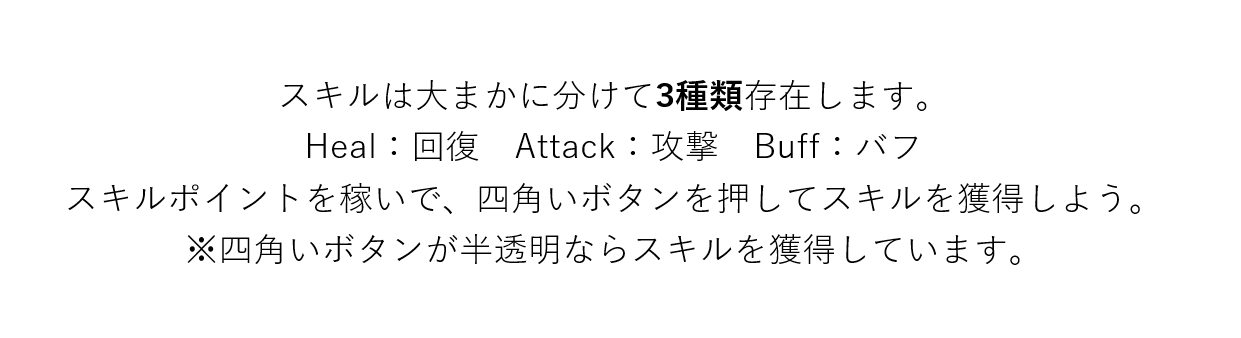 スキルは大まかに分けて3種類存在します。
Heal：回復　Attack：攻撃　Buff：バフ
スキルポイントを稼いで、四角いボタンを押してスキルを獲得しよう。
※四角いボタンが半透明ならスキルを獲得しています。